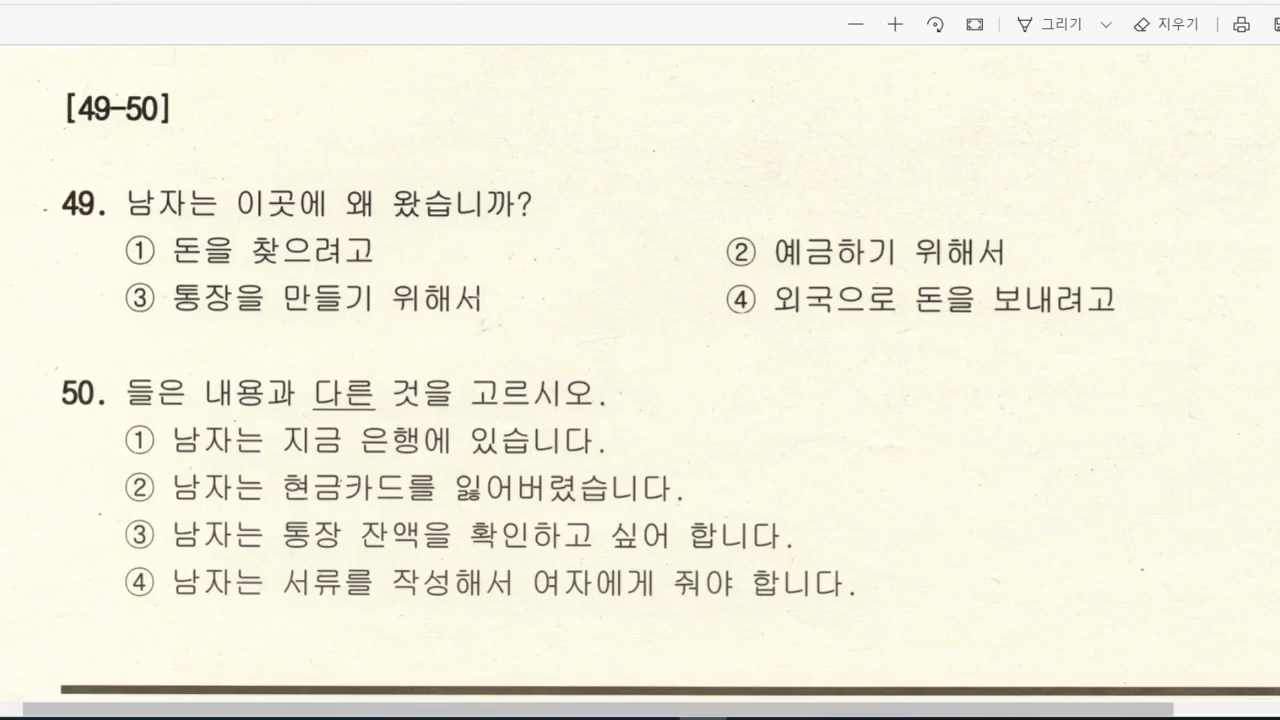 그리기 지우기
[49-50]
49. 남자는 이곳에 왜 왔습니까?
① 돈을 찾으려고 ② 예금하기 위해서
③ 통장을 만들기 위해서 ④ 외국으로 돈을 보내려고
50. 들은 내용과 다른 것을 고르시오.
① 남자는 지금 은행에 있습니다.
② 남자는 현금카드를 잃어버렸습니다.
③ 남자는 통장 잔액을 확인하고 싶어 합니다.
④ 남자는 서류를 작성해서 여자에게 줘야 합니다.